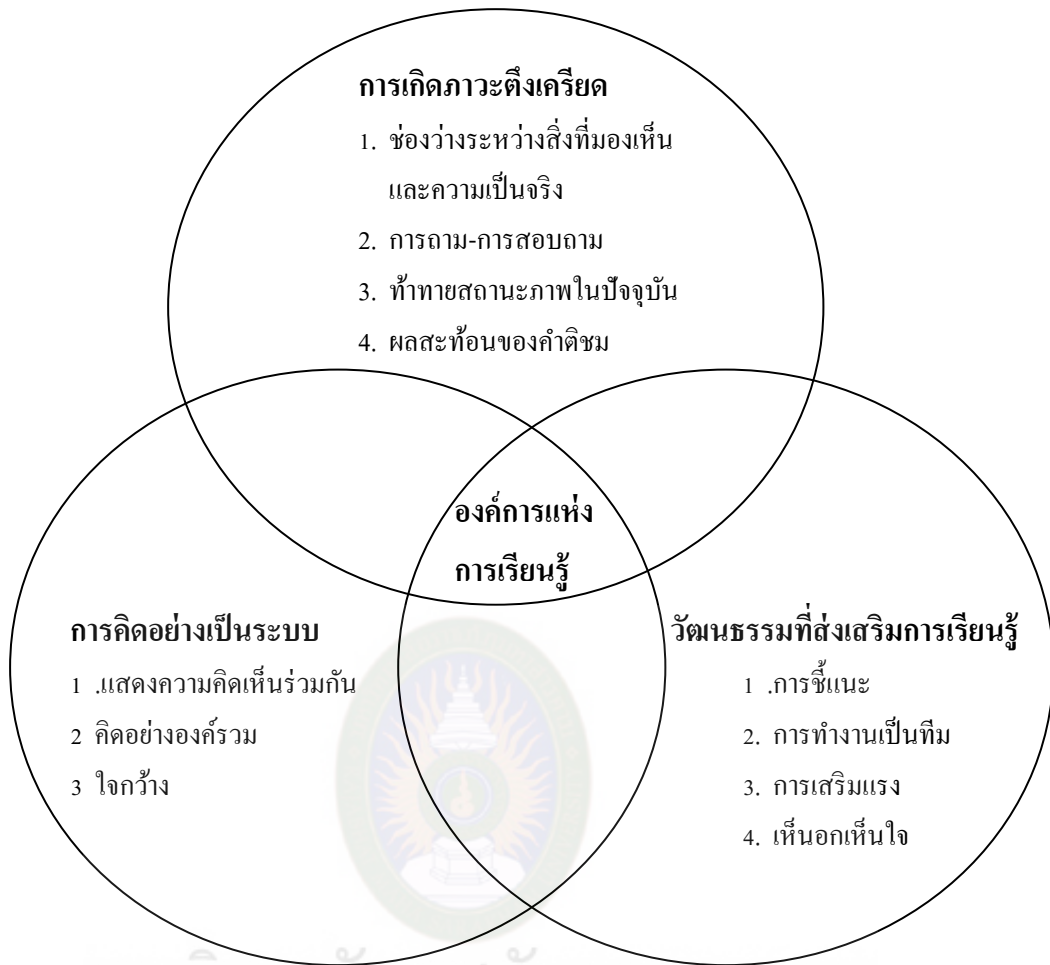 การเกิดภาวะตึงเครียด
1. ช่องว่างระหว่างสิ่งที่มองเห็น
และความเป็นจริง
2. การถาม-การสอบถาม
3. ท้าทายสถานะภาพในปัจจุบัน
4. ผลสะท้อนของคำติชม
องค์การแห่ง
การเรียนรู้
การคิดอย่างเป็นระบบ
1 .แสดงความคิดเห็นร่วมกัน
2 คิดอย่างองค์รวม
3 ใจกว้าง
วัฒนธรรมที่ส่งเสริมการเรียนรู้
1 .การชี้แนะ
2. การทำงานเป็นทีม
3. การเสริมแรง
4. เห็นอกเห็นใจ